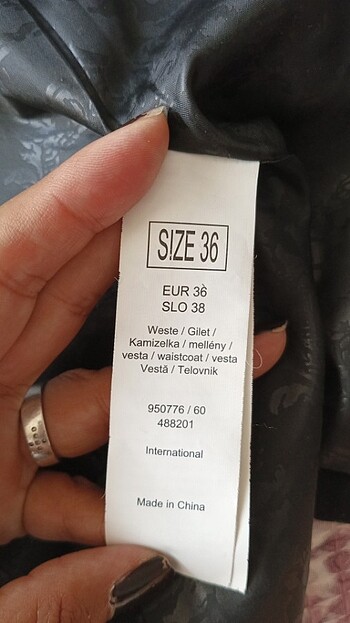 S!ZE 36
EUR 36
SLO 38
Weste / Gilet /
Kamizelka / mellény /
vesta / waistcoat / vesta
Vestă / Telovnik
950776 / 60
488201
International
Made in China